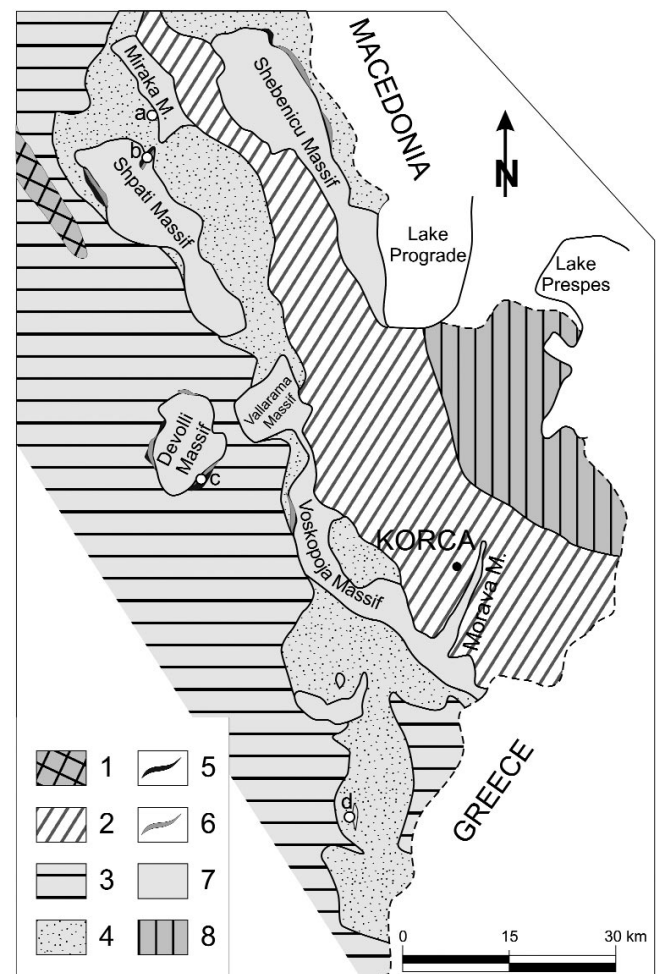 MACEDONIA
Miraka M.
Shebenicu Massif
a
b
Shpati Massif
N
Lake
Prograde
Lake
Prespes
Vallarama
Massif
Devolli
Massif
c
Voskopoja Massif
KORCA
Morava M.
GREECE
d
1
2
3
4
5
6
7
8
0 15 30 km